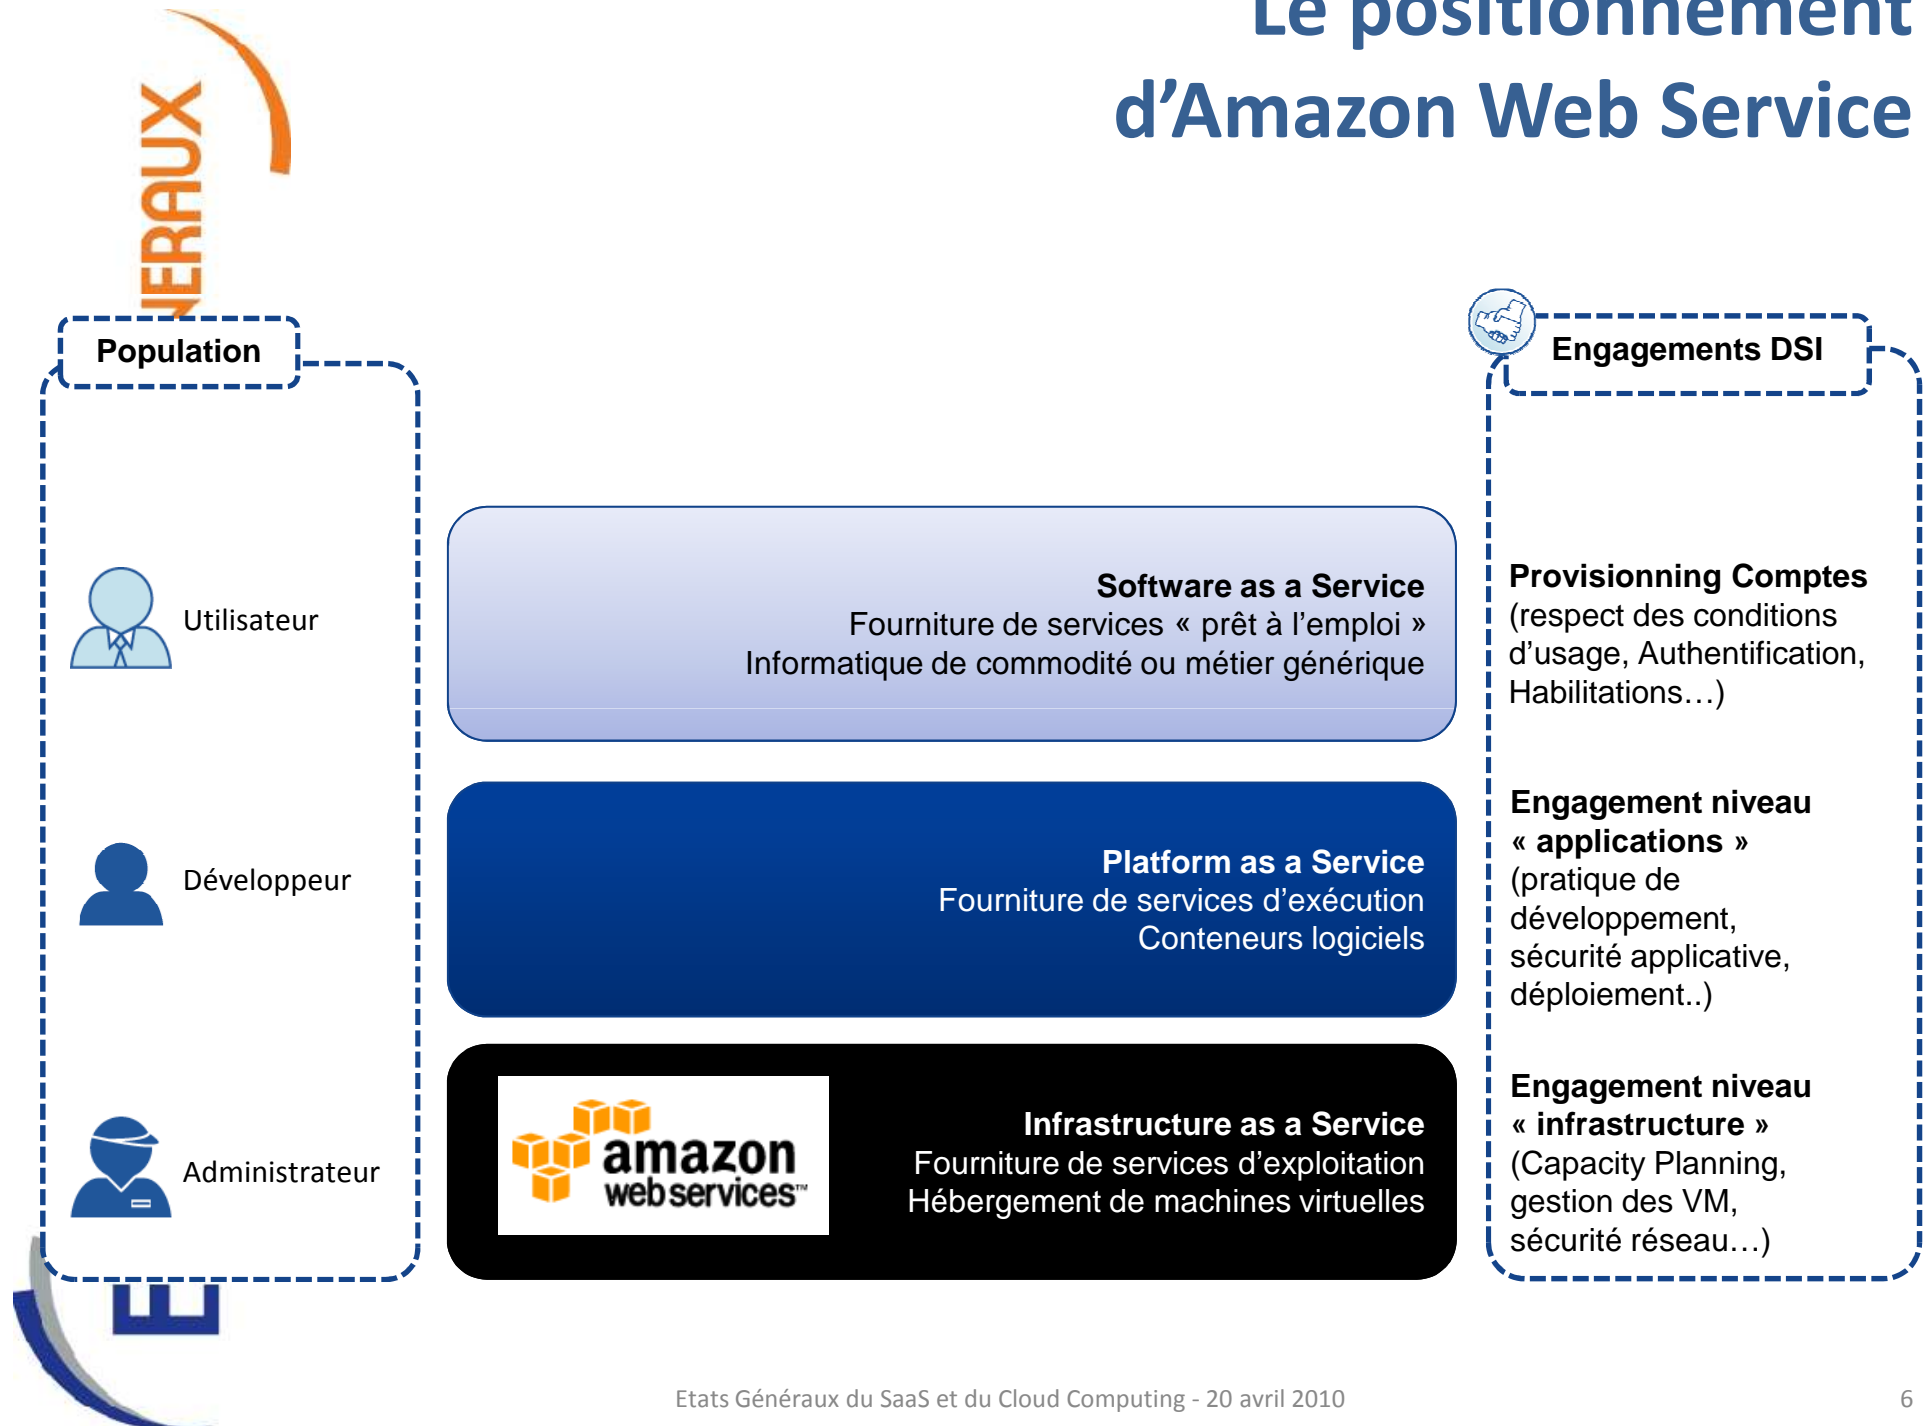 Le positionnement
d’Amazon Web Service
NERAUX
E
Population
Engagements DSI
Utilisateur
Software as a Service
Fourniture de services « prêt à l’emploi »
Informatique de commodité ou métier générique
Provisionning Comptes
(respect des conditions
d’usage, Authentification,
Habilitations…)
Développeur
Platform as a Service
Fourniture de services d’exécution
Conteneurs logiciels
Engagement niveau
« applications »
(pratique de
développement,
sécurité applicative,
déploiement..)
Administrateur
amazon
webservices™
Infrastructure as a Service
Fourniture de services d’exploitation
Hébergement de machines virtuelles
Engagement niveau
« infrastructure »
(Capacity Planning,
gestion des VM,
sécurité réseau…)
Etats Généraux du SaaS et du Cloud Computing - 20 avril 2010
6